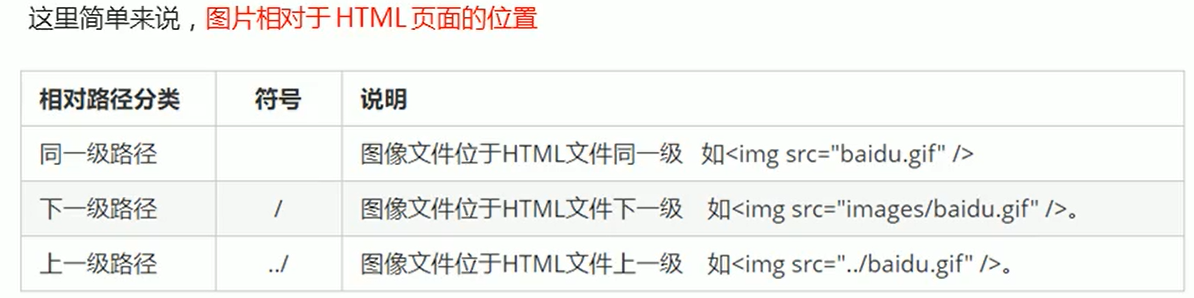 这里简单来说，图片相对于 HTML 页面的位置
相对路径分类 符号 说明
同一级路径 图像文件位于HTML文件同一级 如<img src="baidu.gif" />
下一级路径 / 图像文件位于HTML文件下一级 如<img src="images/baidu.gif" />。
上一级路径 ../ 图像文件位于HTML文件上一级 如<img src="../baidu.gif" />。